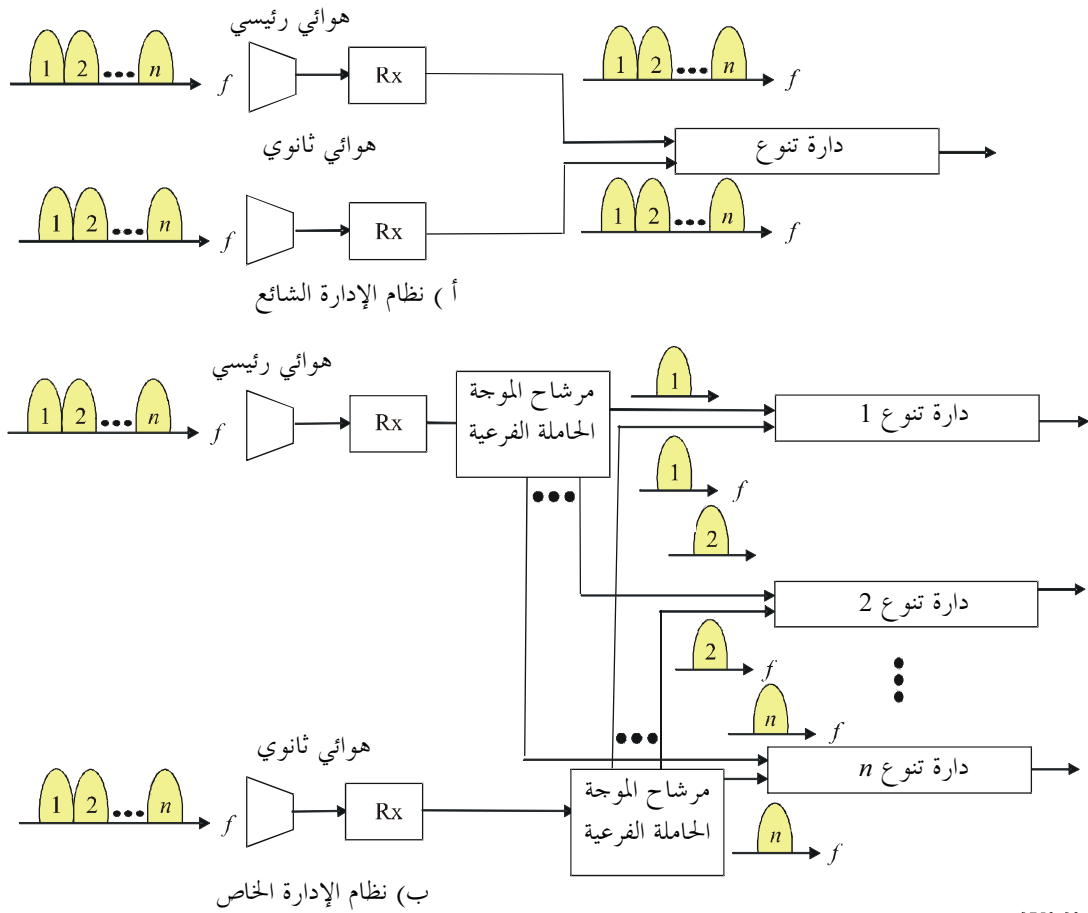 هوائي رئيسي
1 2 ... n f
Rx
1 2 ... n f
هوائي ثانوي
دارة تنوع
1 2 ... n f
Rx
1 2 ... n f
أ ) نظام الإدارة الشائع
هوائي رئيسي
1 2 ... n f
Rx
مرشاح الموجة
الحاملة الفرعية
1
دارة تنوع 1
1 f
2
دارة تنوع 2
2 f
n f
هوائي ثانوي
دارة تنوع n
1 2 ... n f
Rx
مرشاح الموجة
الحاملة الفرعية
n f
ب) نظام الإدارة الخاص